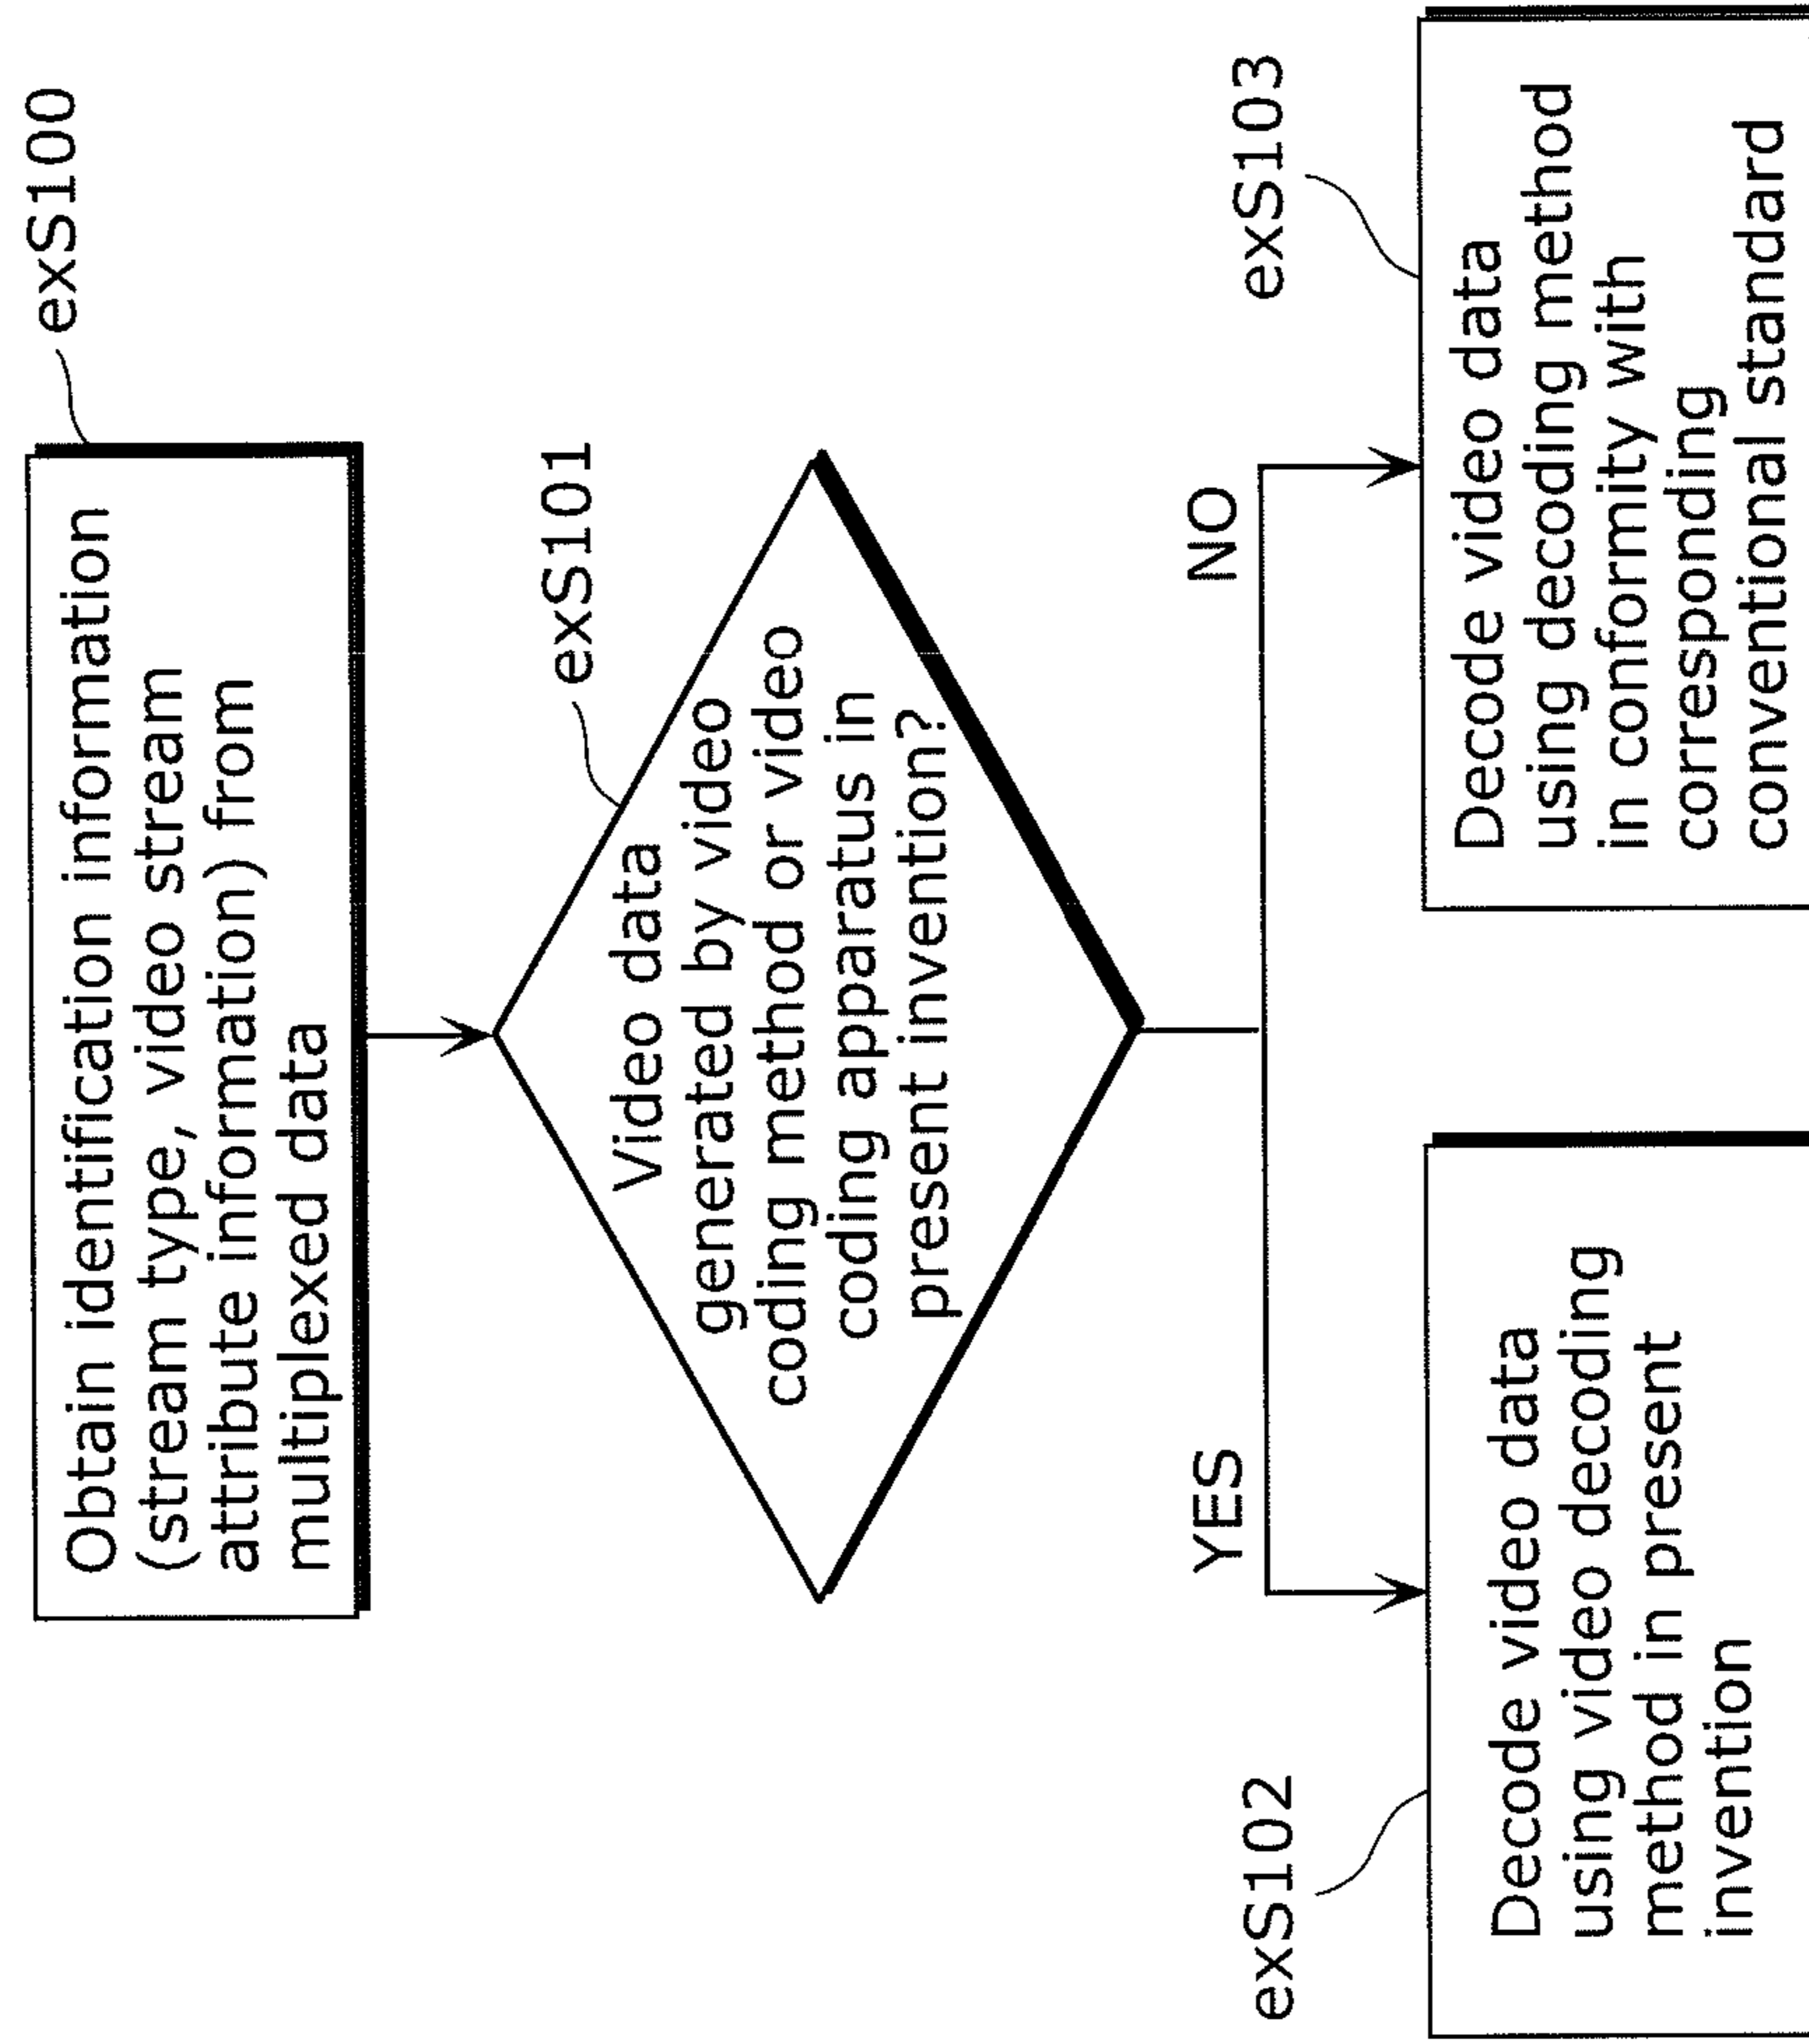 exS100
Obtain identification information
(stream type, video stream
attribute information) from
multiplexed data
exS101
Video data
generated by video
coding method or video
coding apparatus in
present invention?
YES
NO
exS102
Decode video data
using video decoding
method in present
invention
exS103
Decode video data
using decoding method
in conformity with
corresponding
conventional standard